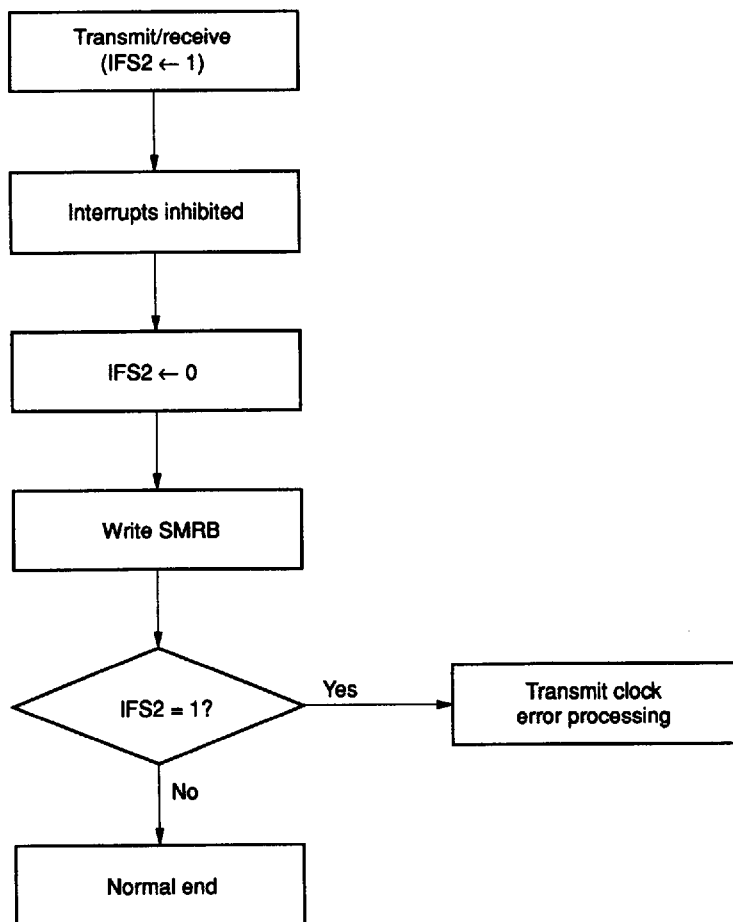 Transmit/receive
(IFS2 ← 1)
Interrupts inhibited
IFS2 ← 0
Write SMRB
IFS2 = 1?
Yes
Transmit clock
error processing
No
Normal end